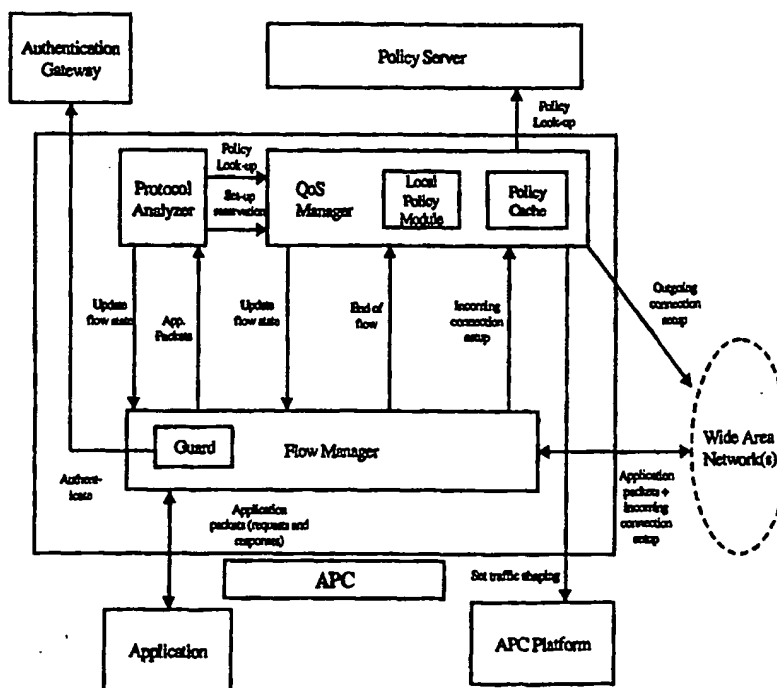 Authentication
Gateway
Policy Server
Policy
Look-up
Protocol
Analyzer
Policy
Look-up
Set-up
reservation
QoS
Manager
Local
Policy
Module
Policy
Cache
Update
flow state
App.
Packets
Update
flow state
End of
flow
Incoming
connection
setup
Outgoing
connection
setup
Guard
Flow Manager
Wide Area
Network(s)
Authent-
icate
Application
packets (requests and
responses)
Application
packets +
incoming
connection
setup
APC
Set traffic shaping
Application
APC Platform